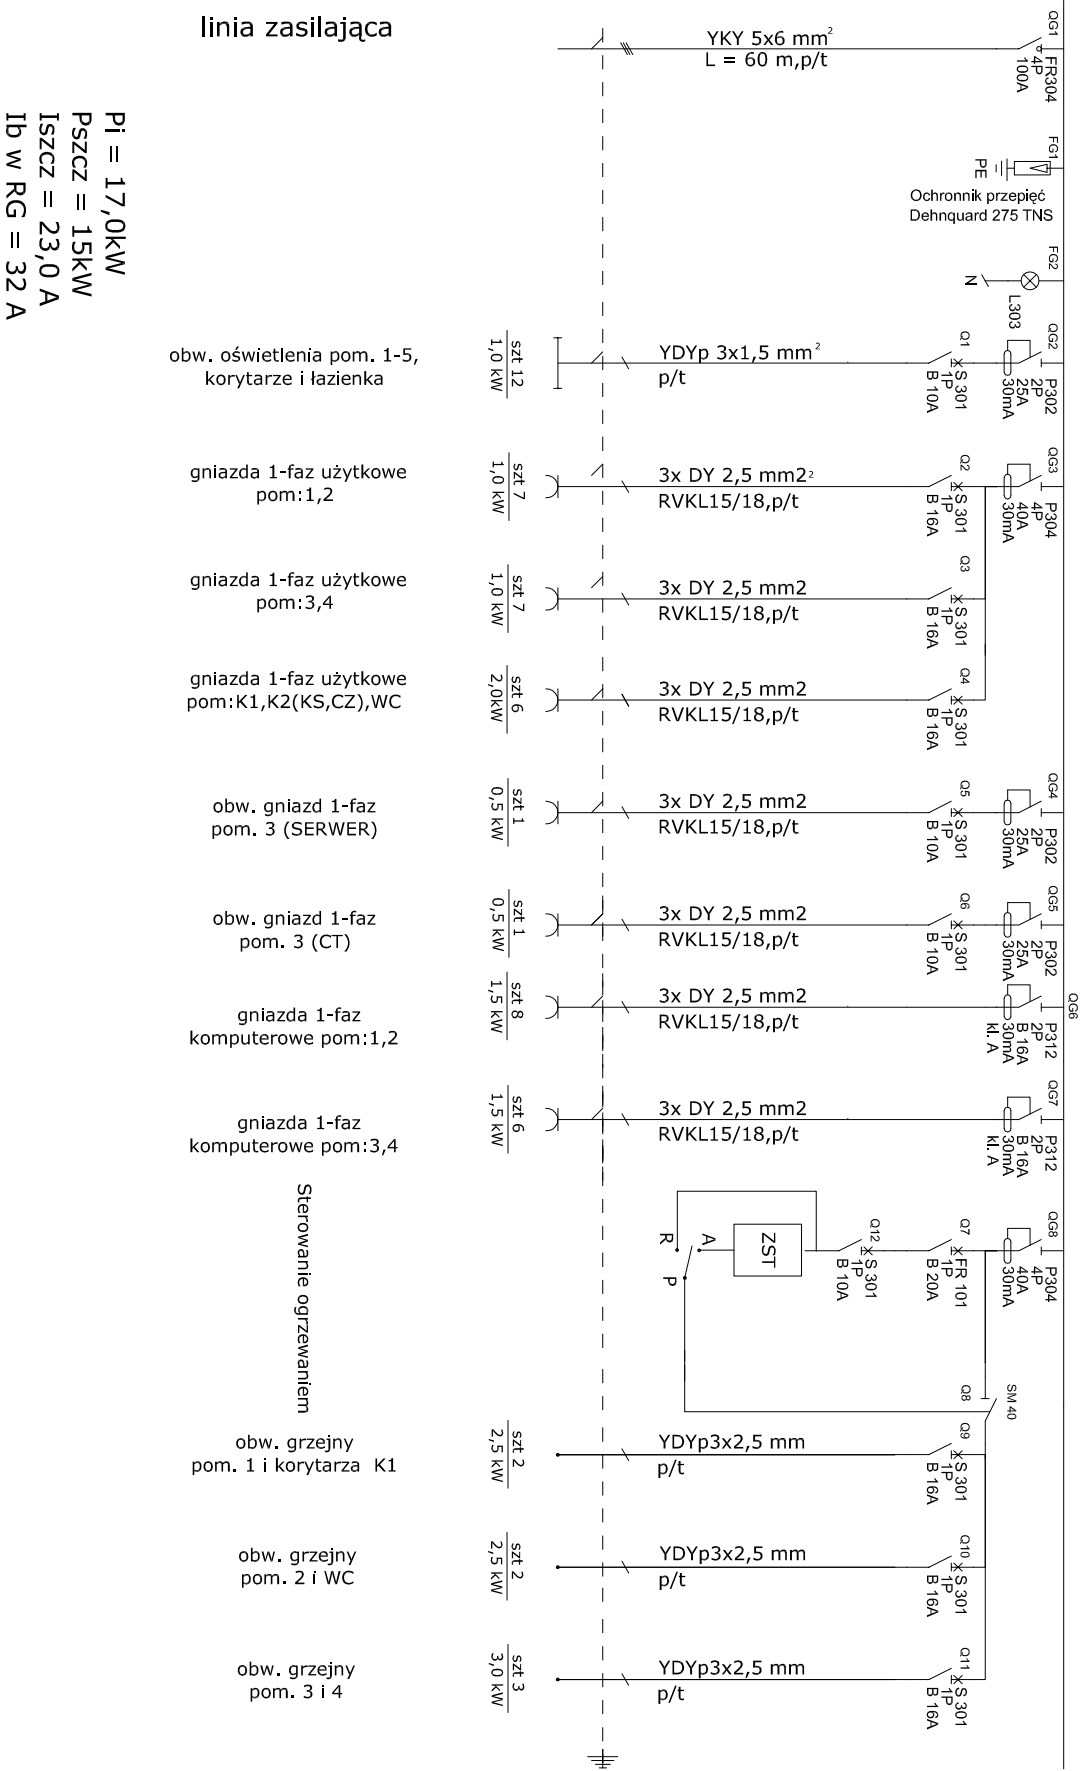 linia zasilająca
YKY 5x6 mm²
L = 60 m,p/t
QG1
FR304
4P
100A
Pi = 17,0kW
Pszcz = 15kW
Iszcz = 23,0 A
Ib w RG = 32 A
FG1
PE
Ochronnik przepięć
Dehnquard 275 TNS
FG2
N
L303
obw. oświetlenia pom. 1-5,
korytarze i łazienka
szt 12
1,0 kW
YDYp 3x1,5 mm²
p/t
Q1
S 301
1P
B 10A
QG2
P302
2P
25A
30mA
gniazda 1-faz użytkowe
pom:1,2
szt 7
1,0 kW
3x DY 2,5 mm2²
RVKL15/18,p/t
Q2
S 301
1P
B 16A
QG3
P304
4P
40A
30mA
gniazda 1-faz użytkowe
pom:3,4
szt 7
1,0 kW
3x DY 2,5 mm2
RVKL15/18,p/t
Q3
S 301
1P
B 16A
gniazda 1-faz użytkowe
pom:K1,K2(KS,CZ),WC
szt 6
2,0kW
3x DY 2,5 mm2
RVKL15/18,p/t
Q4
S 301
1P
B 16A
obw. gniazd 1-faz
pom. 3 (SERWER)
szt 1
0,5 kW
3x DY 2,5 mm2
RVKL15/18,p/t
Q5
S 301
1P
B 10A
QG4
P302
2P
25A
30mA
obw. gniazd 1-faz
pom. 3 (CT)
szt 1
0,5 kW
3x DY 2,5 mm2
RVKL15/18,p/t
Q6
S 301
1P
B 10A
QG5
P302
2P
25A
30mA
gniazda 1-faz
komputerowe pom:1,2
szt 8
1,5 kW
3x DY 2,5 mm2
RVKL15/18,p/t
QG6
P312
2P
B 16A
30mA
kl. A
gniazda 1-faz
komputerowe pom:3,4
szt 6
1,5 kW
3x DY 2,5 mm2
RVKL15/18,p/t
QG7
P312
2P
B 16A
30mA
kl. A
Sterowanie ogrzewaniem
R
A
P
ZST
Q12
S 301
1P
B 10A
Q7
FR 101
1P
B 20A
QG8
P304
4P
40A
30mA
Q8
SM 40
obw. grzejny
pom. 1 i korytarza K1
szt 2
2,5 kW
YDYp3x2,5 mm
p/t
Q9
S 301
1P
B 16A
obw. grzejny
pom. 2 i WC
szt 2
2,5 kW
YDYp3x2,5 mm
p/t
Q10
S 301
1P
B 16A
obw. grzejny
pom. 3 i 4
szt 3
3,0 kW
YDYp3x2,5 mm
p/t
Q11
S 301
1P
B 16A